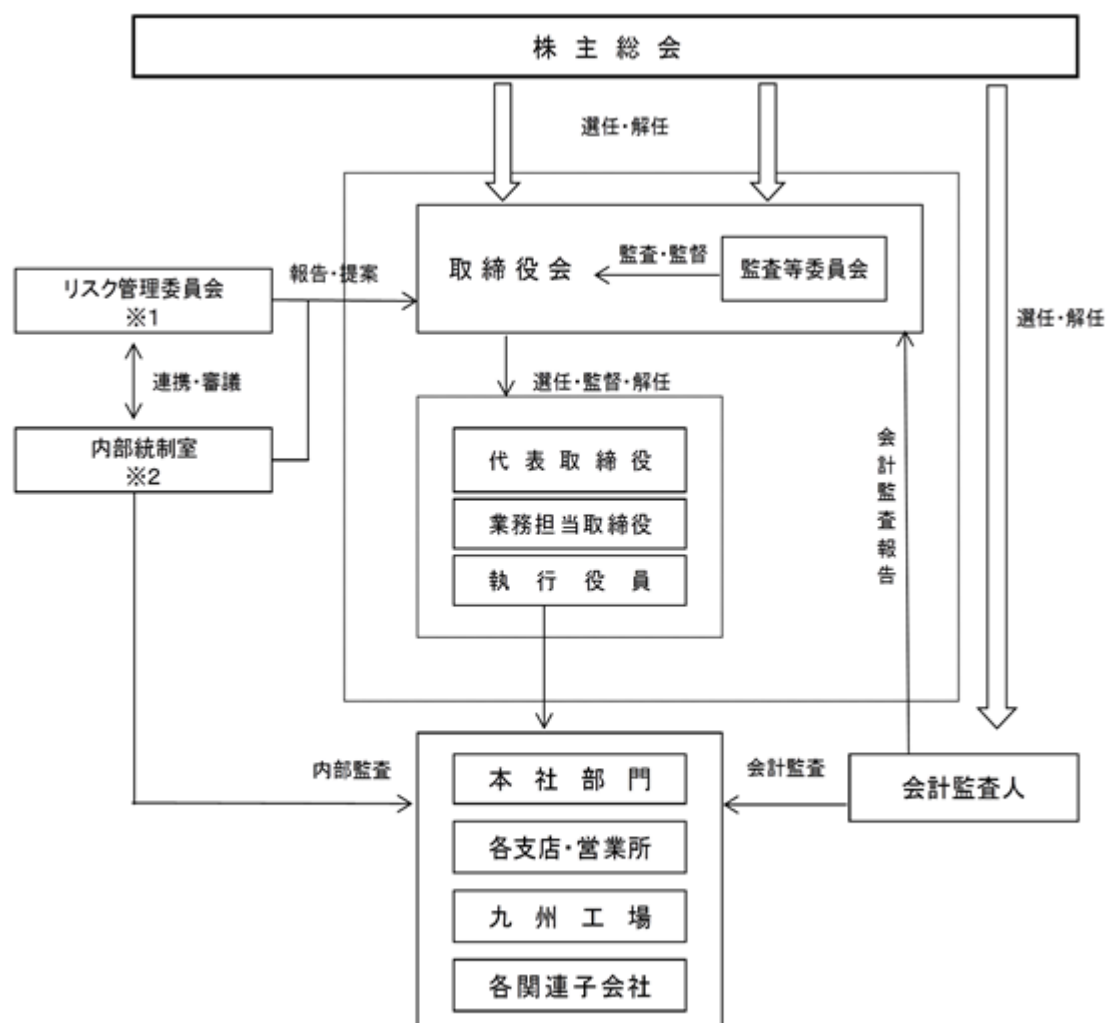 株主総会
選任・解任
取締役会
監査・監督
監査等委員会
報告・提案
リスク管理委員会
※1
選任・解任
連携・審議
選任・監督・解任
内部統制室
※2
代表取締役
業務担当取締役
執行役員
会計監査報告
内部監査
会計監査
本社部門
会計監査人
各支店・営業所
九州工場
各関連子会社